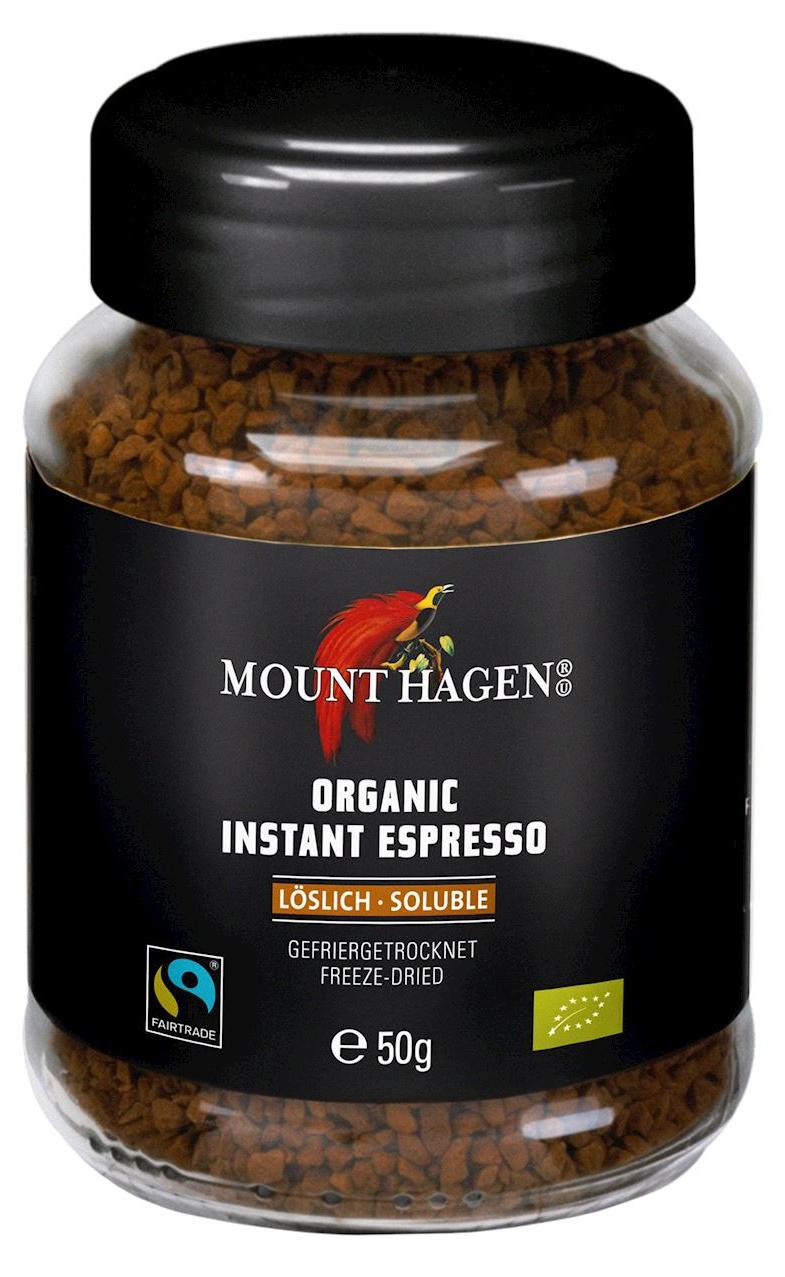 MOUNT HAGEN®
Ⓤ
ORGANIC
INSTANT ESPRESSO
LÖSLICH · SOLUBLE
GEFRIERGETROCKNET
FREEZE-DRIED
®
FAIRTRADE
℮ 50g